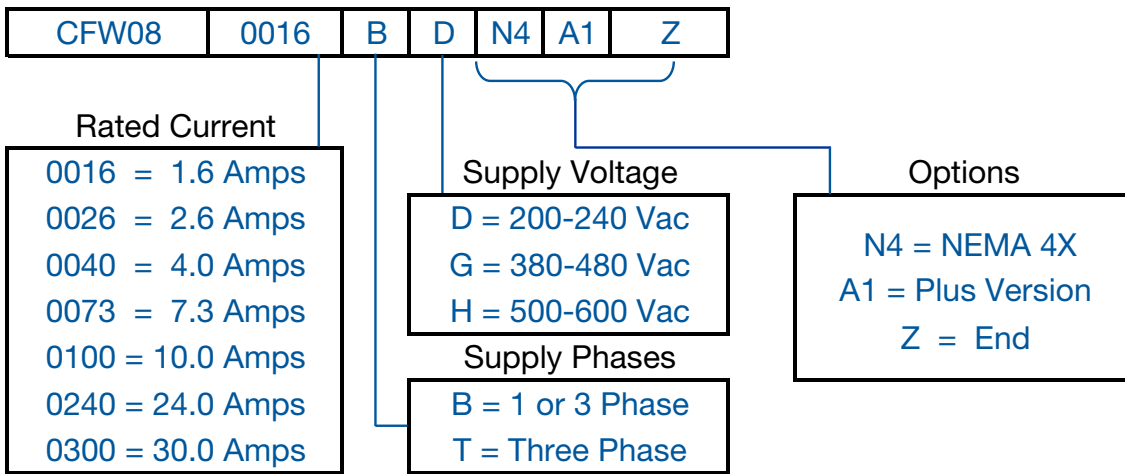 CFW08 0016 B D N4 A1 Z
Rated Current
0016 = 1.6 Amps
0026 = 2.6 Amps
0040 = 4.0 Amps
0073 = 7.3 Amps
0100 = 10.0 Amps
0240 = 24.0 Amps
0300 = 30.0 Amps
Supply Voltage
D = 200-240 Vac
G = 380-480 Vac
H = 500-600 Vac
Supply Phases
B = 1 or 3 Phase
T = Three Phase
Options
N4 = NEMA 4X
A1 = Plus Version
Z = End